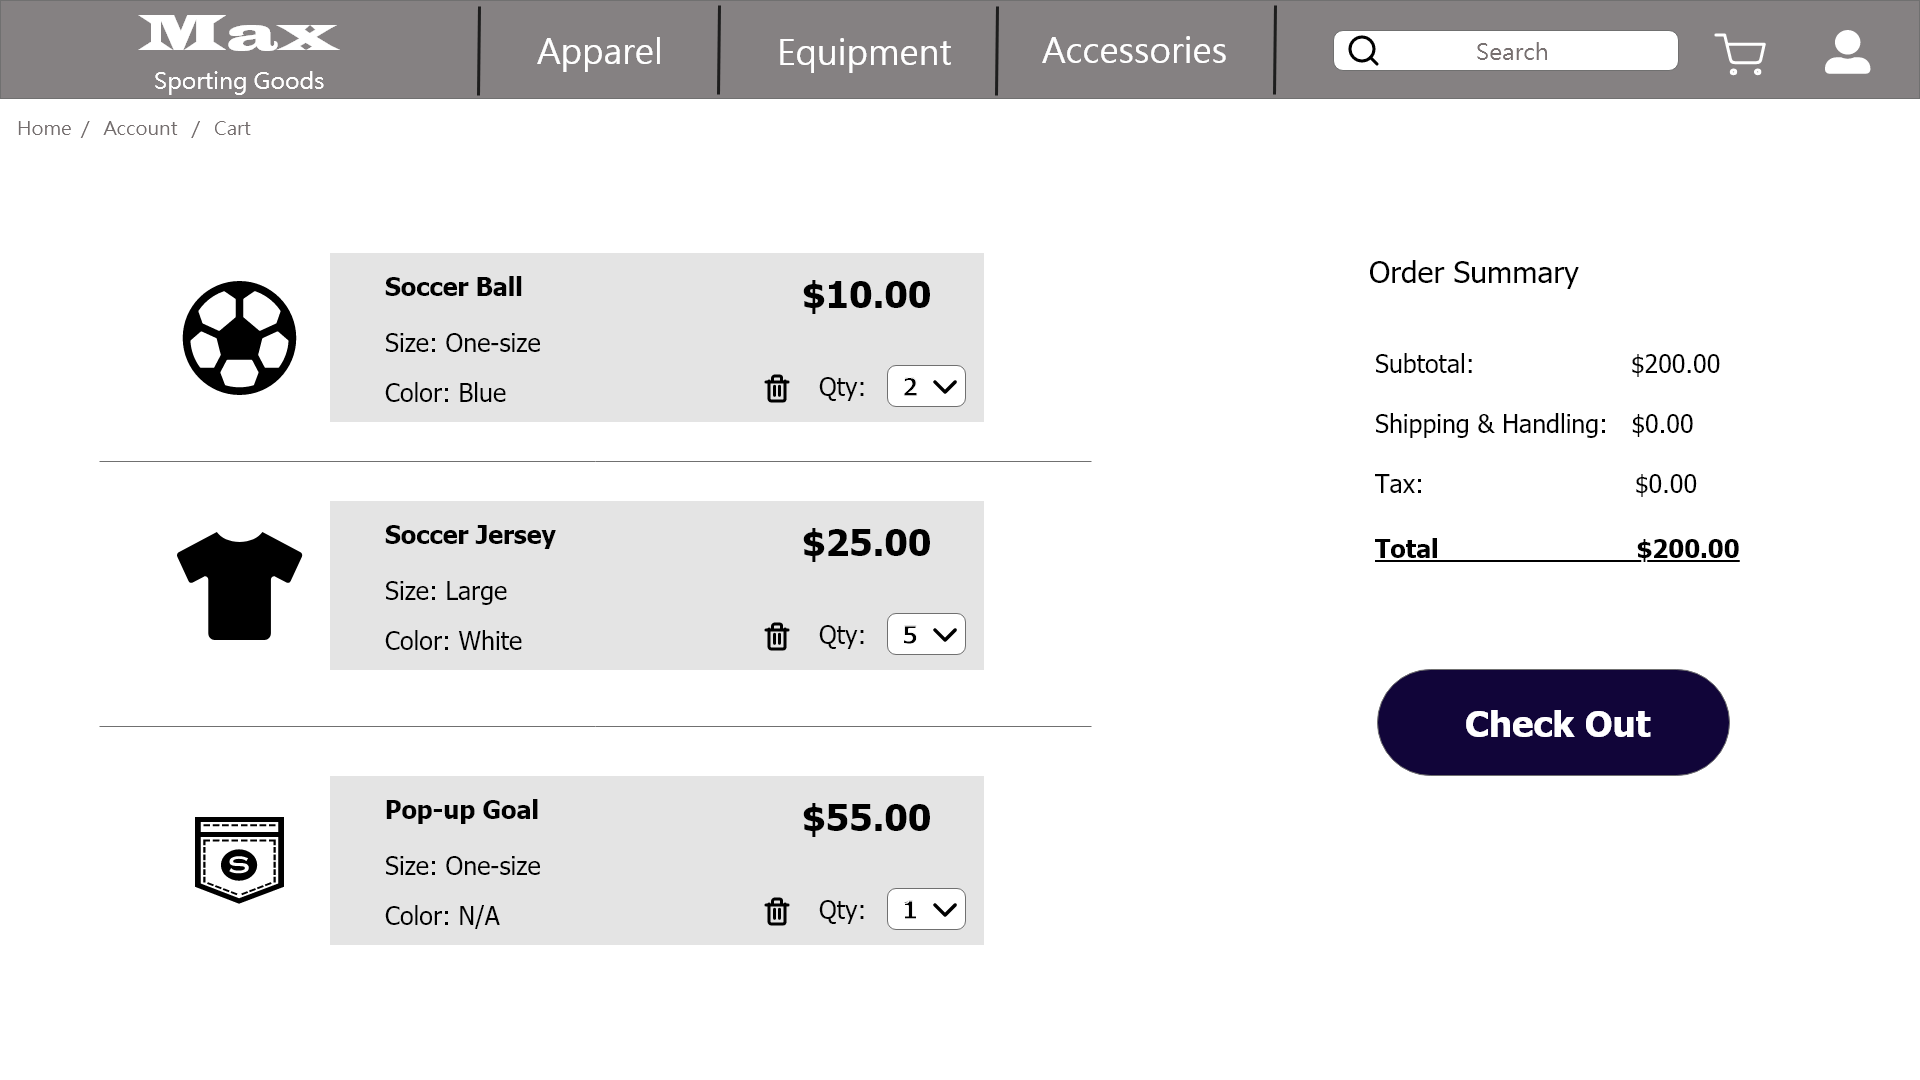 Max
Sporting Goods
Apparel
Equipment
Accessories
Search
Home / Account / Cart
Soccer Ball
$10.00
Size: One-size
Color: Blue
Qty: 2
Soccer Jersey
$25.00
Size: Large
Color: White
Qty: 5
Pop-up Goal
$55.00
Size: One-size
Color: N/A
Qty: 1
S
Order Summary
Subtotal: $200.00
Shipping & Handling: $0.00
Tax: $0.00
Total $200.00
Check Out